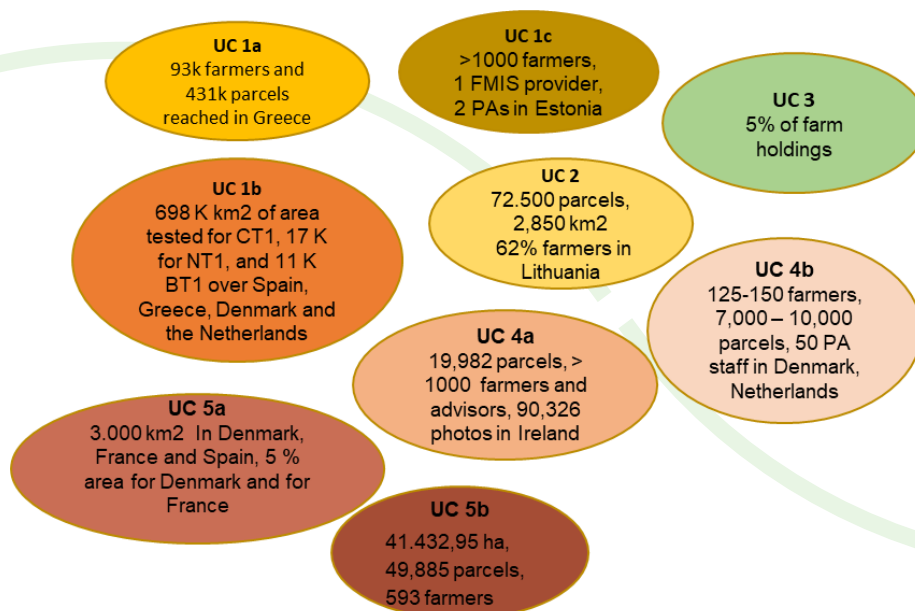 UC 1a
93k farmers and
431k parcels
reached in Greece
UC 1c
>1000 farmers,
1 FMIS provider,
2 PAs in Estonia
UC 3
5% of farm
holdings
UC 1b
698 K km2 of area
tested for CT1, 17 K
for NT1, and 11 K
BT1 over Spain,
Greece, Denmark and
the Netherlands
UC 2
72.500 parcels,
2,850 km2
62% farmers in
Lithuania
UC 4b
125-150 farmers,
7,000 – 10,000
parcels, 50 PA
staff in Denmark,
Netherlands
UC 4a
19,982 parcels, >
1000 farmers and
advisors, 90,326
photos in Ireland
UC 5a
3.000 km2 In Denmark,
France and Spain, 5 %
area for Denmark and for
France
UC 5b
41.432,95 ha,
49,885 parcels,
593 farmers